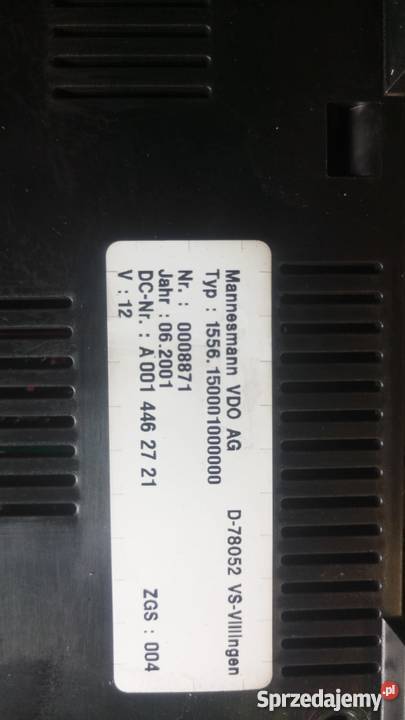 Mannesmann VDO AG D-78052 VS-Villingen
Typ : 1556.150001000000
Nr. : 0008871
Jahr : 06.2001
DC-Nr. : A 001 446 27 21 ZGS : 004
V : 12
Sprzedajemy.pl